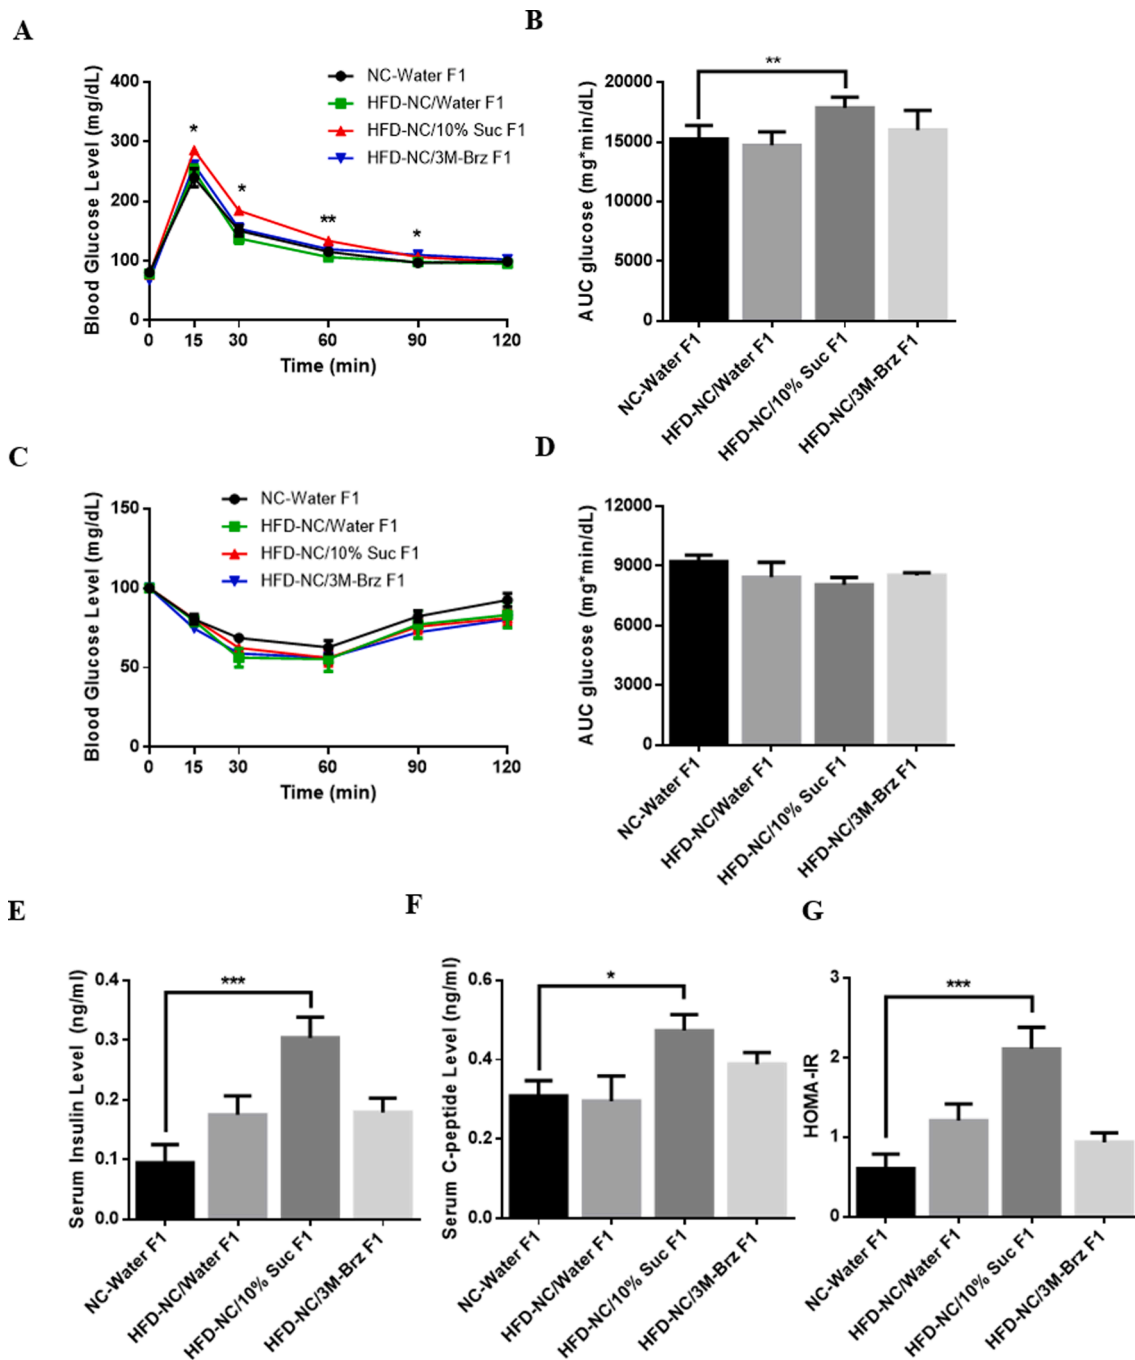 A
Blood Glucose Level (mg/dL)
400
300
200
100
0
NC-Water F1
HFD-NC/Water F1
HFD-NC/10% Suc F1
HFD-NC/3M-Brz F1
*
*
**
*
0 15 30 60 90 120
Time (min)
B
AUC glucose (mg*min/dL)
20000
15000
10000
5000
0
**
NC-Water F1
HFD-NC/Water F1
HFD-NC/10% Suc F1
HFD-NC/3M-Brz F1
C
Blood Glucose Level (mg/dL)
150
100
50
0
NC-Water F1
HFD-NC/Water F1
HFD-NC/10% Suc F1
HFD-NC/3M-Brz F1
0 15 30 60 90 120
Time (min)
D
AUC glucose (mg*min/dL)
12000
9000
6000
3000
0
NC-Water F1
HFD-NC/Water F1
HFD-NC/10% Suc F1
HFD-NC/3M-Brz F1
E
Serum Insulin Level (ng/ml)
0.4
0.3
0.2
0.1
0.0
***
NC-Water F1
HFD-NC/Water F1
HFD-NC/10% Suc F1
HFD-NC/3M-Brz F1
F
Serum C-peptide Level (ng/ml)
0.6
0.4
0.2
0.0
*
NC-Water F1
HFD-NC/Water F1
HFD-NC/10% Suc F1
HFD-NC/3M-Brz F1
G
HOMA-IR
3
2
1
0
***
NC-Water F1
HFD-NC/Water F1
HFD-NC/10% Suc F1
HFD-NC/3M-Brz F1